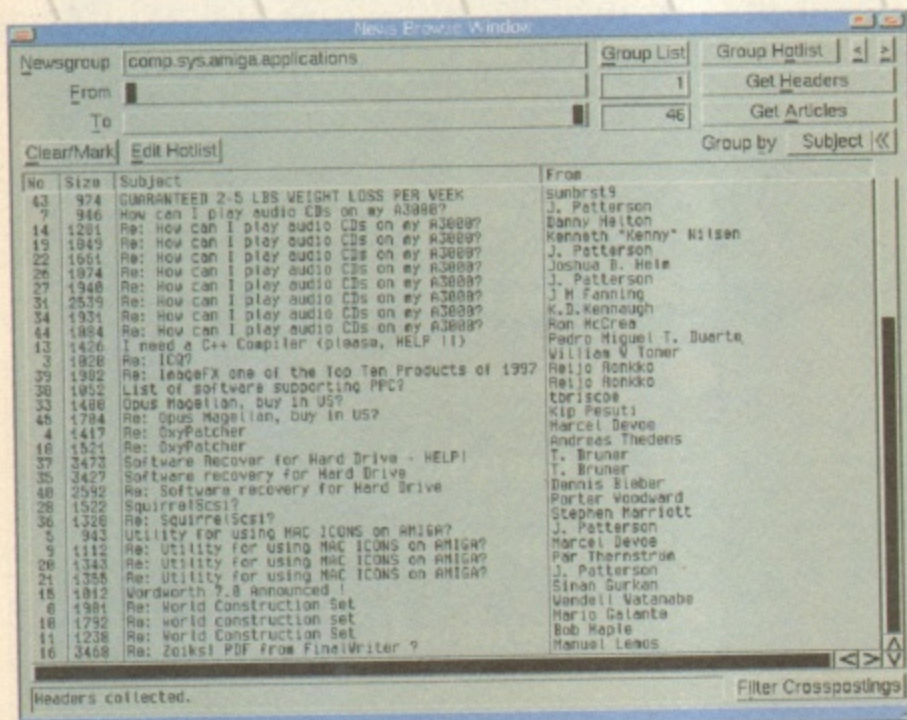 News Browse Window
Newsgroup comp.sys.amiga.applications Group List Group Hotlist < >
From 1 Get Headers
To 46 Get Articles
Clear/Mark Edit Hotlist Group by Subject
No Size Subject From
43 974 GUARANTEED 2-5 LBS WEIGHT LOSS PER WEEK sunbrst9
7 946 How can I play audio CDs on my A3000? J. Patterson
14 1201 Re: How can I play audio CDs on my A3000? Danny Helton
19 1049 Re: How can I play audio CDs on my A3000? Kenneth "Kenny" Nilsen
22 1661 Re: How can I play audio CDs on my A3000? J. Patterson
26 1074 Re: How can I play audio CDs on my A3000? Joshua B. Helm
27 1940 Re: How can I play audio CDs on my A3000? J. Patterson
31 2539 Re: How can I play audio CDs on my A3000? J M Fanning
34 1931 Re: How can I play audio CDs on my A3000? K.D.Kennaugh
44 1084 Re: How can I play audio CDs on my A3000? Ron McCrea
13 1426 I need a C++ Compiler (please, HELP !!) Pedro Miguel T. Duarte
3 1020 Re: ICQ? William V Toner
39 1902 Re: ImageFX one of the Top Ten Products of 1997 Reijo Ronkko
30 1052 List of software supporting PPC? Reijo Ronkko
33 1400 Opus Magellan, buy in US? tbriscoe
45 1704 Re: Opus Magellan, buy in US? Kip Pesuti
4 1417 Re: OxyPatcher Marcel Devoe
18 1521 Re: OxyPatcher Andreas Thedens
37 3473 Software Recover for Hard Drive - HELP! T. Bruner
35 3427 Software recovery for Hard Drive T. Bruner
40 2592 Re: Software recovery for Hard Drive Dennis Bieber
28 1522 SquirrelScsi? Porter Woodward
36 1320 Re: SquirrelScsi? Stephen Marriott
5 943 Utility for using MAC ICONS on AMIGA? J. Patterson
9 1112 Re: Utility for using MAC ICONS on AMIGA? Marcel Devoe
20 1343 Re: Utility for using MAC ICONS on AMIGA? Pär Thernstrom
21 1355 Re: Utility for using MAC ICONS on AMIGA? J. Patterson
15 1012 Wordworth 7.0 Announced ! Sinan Gurkan
6 1981 Re: World Construction Set Wendell Watanabe
10 1792 Re: world construction set Mario Galante
11 1238 Re: World Construction Set Bob Maple
16 3468 Re: Zoiks! PDF from FinalWriter ? Manuel Lemos
Headers collected. Filter Crosspostings